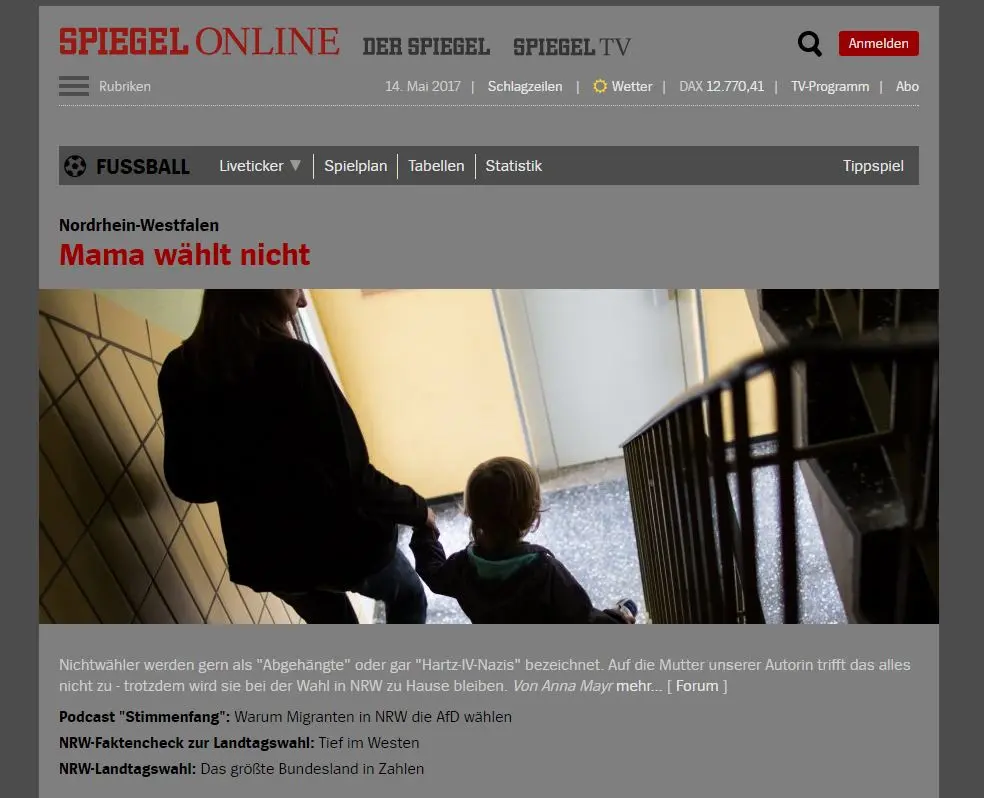 SPIEGEL ONLINE DER SPIEGEL SPIEGEL TV Anmelden
Rubriken 14. Mai 2017 | Schlagzeilen | Wetter | DAX 12.770,41 | TV-Programm | Abo
FUSSBALL Liveticker ▼ Spielplan Tabellen Statistik Tippspiel
Nordrhein-Westfalen
Mama wählt nicht
Nichtwähler werden gern als "Abgehängte" oder gar "Hartz-IV-Nazis" bezeichnet. Auf die Mutter unserer Autorin trifft das alles
nicht zu - trotzdem wird sie bei der Wahl in NRW zu Hause bleiben. Von Anna Mayr mehr... [ Forum ]
Podcast "Stimmenfang": Warum Migranten in NRW die AfD wählen
NRW-Faktencheck zur Landtagswahl: Tief im Westen
NRW-Landtagswahl: Das größte Bundesland in Zahlen